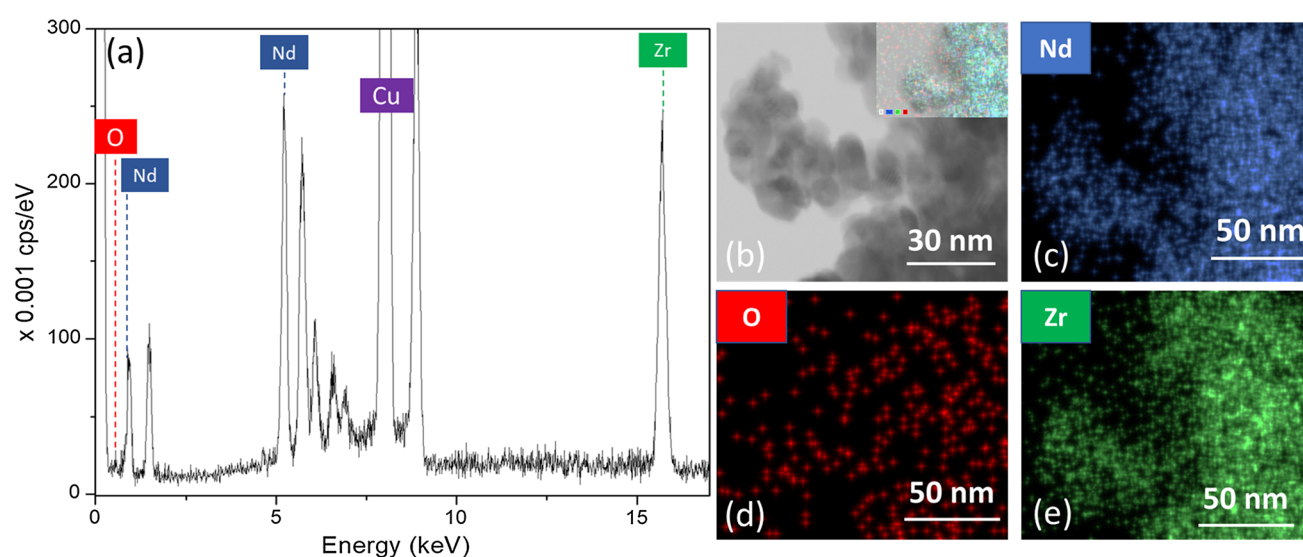 (a)
300
200
100
0
x 0.001 cps/eV
O
Nd
Nd
Cu
Zr
0
5
10
15
Energy (keV)
(b)
30 nm
Nd
(c)
50 nm
O
(d)
50 nm
Zr
(e)
50 nm